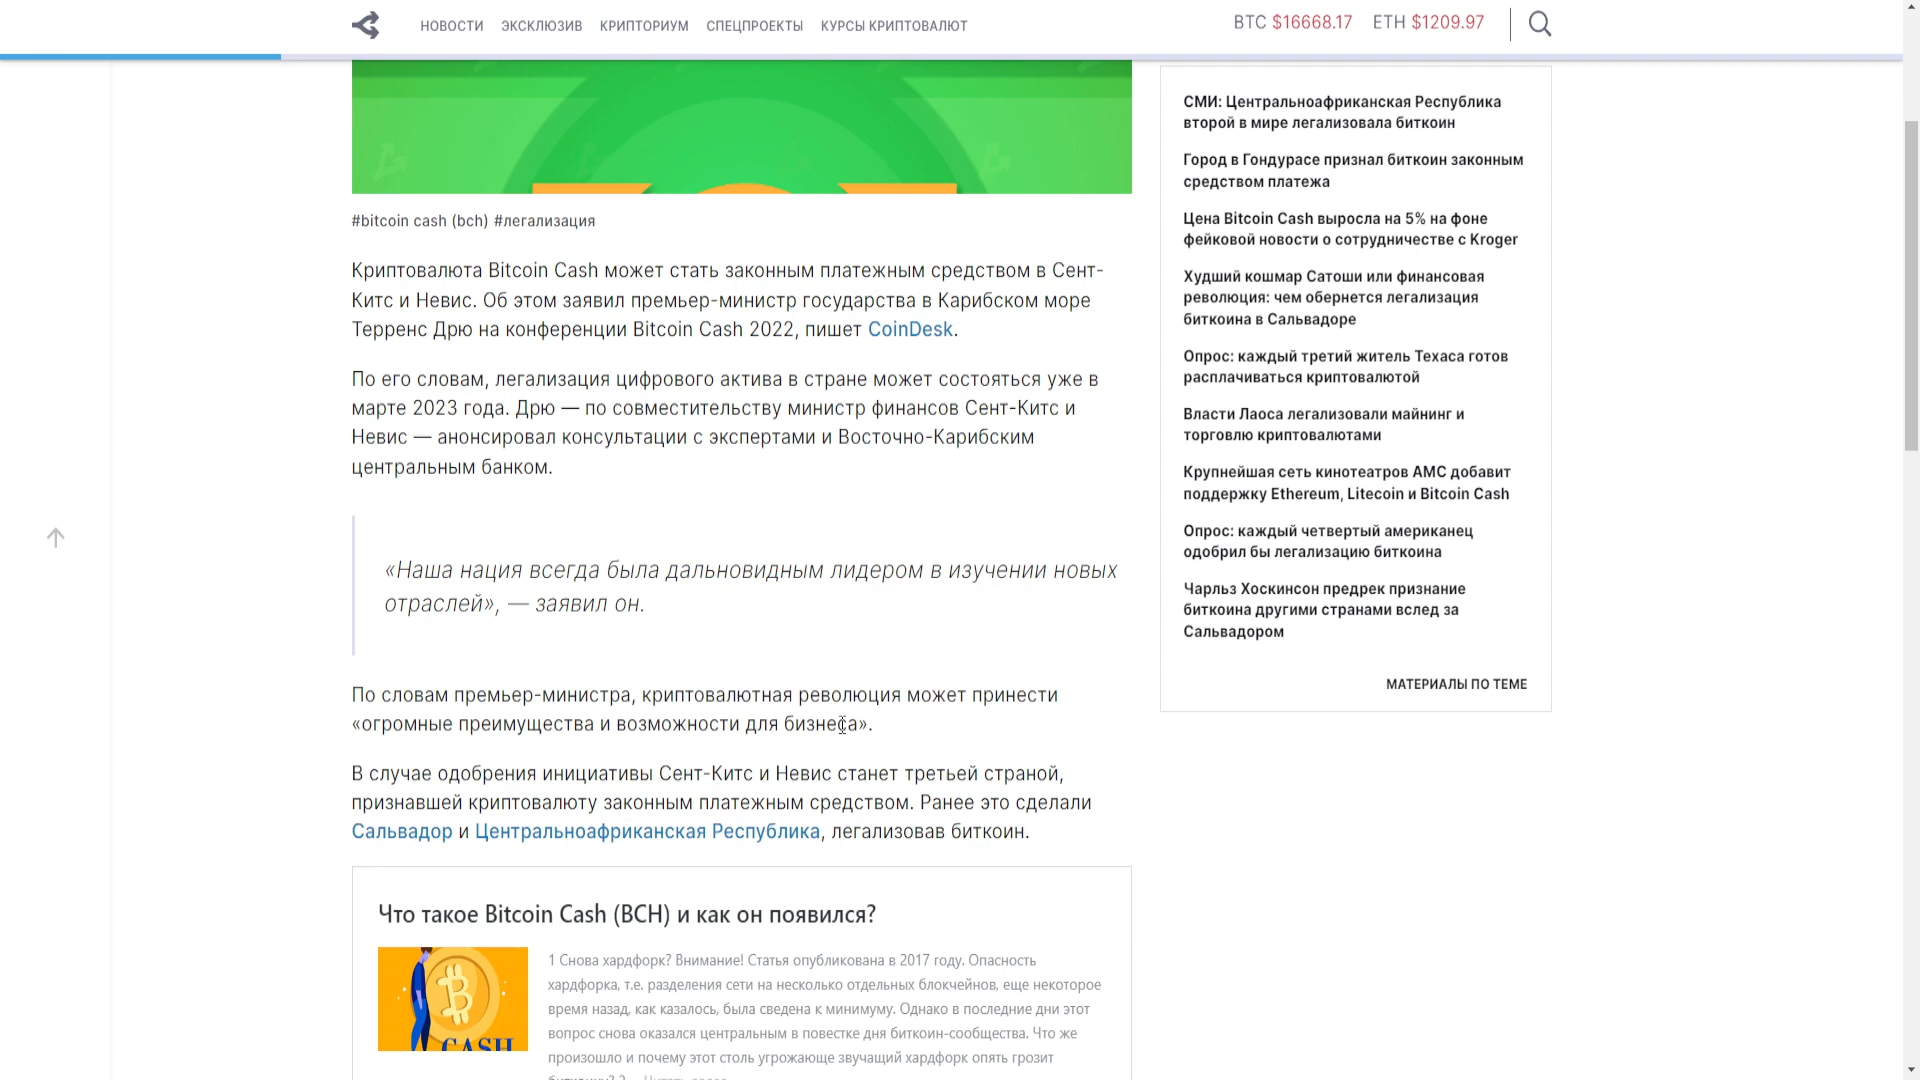 НОВОСТИ ЭКСКЛЮЗИВ КРИПТОРИУМ СПЕЦПРОЕКТЫ КУРСЫ КРИПТОВАЛЮТ
BTC $16668.17 ETH $1209.97
#bitcoin cash (bch) #легализация
Криптовалюта Bitcoin Cash может стать законным платежным средством в Сент-
Китс и Невис. Об этом заявил премьер-министр государства в Карибском море
Терренс Дрю на конференции Bitcoin Cash 2022, пишет CoinDesk.
По его словам, легализация цифрового актива в стране может состояться уже в
марте 2023 года. Дрю — по совместительству министр финансов Сент-Китс и
Невис — анонсировал консультации с экспертами и Восточно-Карибским
центральным банком.
«Наша нация всегда была дальновидным лидером в изучении новых
отраслей», — заявил он.
По словам премьер-министра, криптовалютная революция может принести
«огромные преимущества и возможности для бизнеса».
В случае одобрения инициативы Сент-Китс и Невис станет третьей страной,
признавшей криптовалюту законным платежным средством. Ранее это сделали
Сальвадор и Центральноафриканская Республика, легализовав биткоин.
Что такое Bitcoin Cash (BCH) и как он появился?
CASH
1 Снова хардфорк? Внимание! Статья опубликована в 2017 году. Опасность
хардфорка, т.е. разделения сети на несколько отдельных блокчейнов, еще некоторое
время назад, как казалось, была сведена к минимуму. Однако в последние дни этот
вопрос снова оказался центральным в повестке дня биткоин-сообщества. Что же
произошло и почему этот столь угрожающе звучащий хардфорк опять грозит
СМИ: Центральноафриканская Республика
второй в мире легализовала биткоин
Город в Гондурасе признал биткоин законным
средством платежа
Цена Bitcoin Cash выросла на 5% на фоне
фейковой новости о сотрудничестве с Kroger
Худший кошмар Сатоши или финансовая
революция: чем обернется легализация
биткоина в Сальвадоре
Опрос: каждый третий житель Техаса готов
расплачиваться криптовалютой
Власти Лаоса легализовали майнинг и
торговлю криптовалютами
Крупнейшая сеть кинотеатров AMC добавит
поддержку Ethereum, Litecoin и Bitcoin Cash
Опрос: каждый четвертый американец
одобрил бы легализацию биткоина
Чарльз Хоскинсон предрек признание
биткоина другими странами вслед за
Сальвадором
МАТЕРИАЛЫ ПО ТЕМЕ